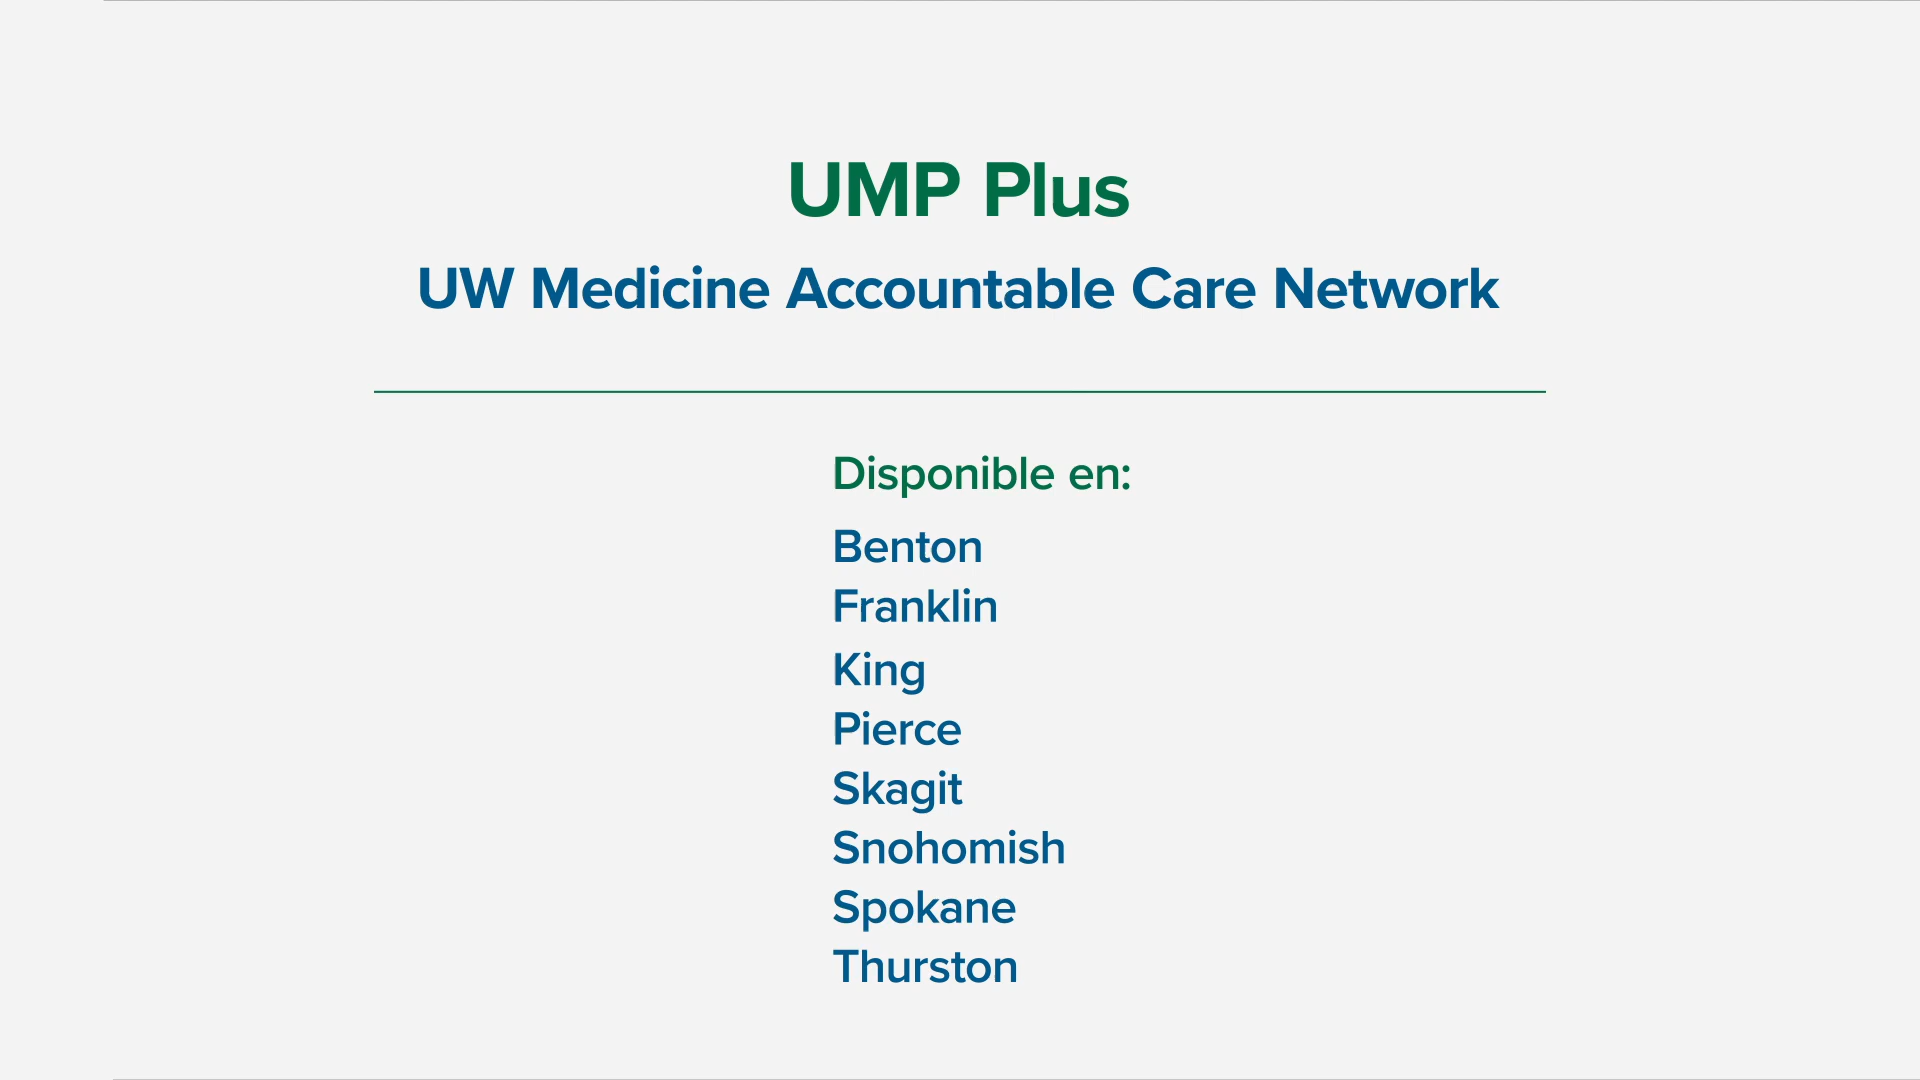 UMP Plus
UW Medicine Accountable Care Network
Disponible en:
Benton
Franklin
King
Pierce
Skagit
Snohomish
Spokane
Thurston